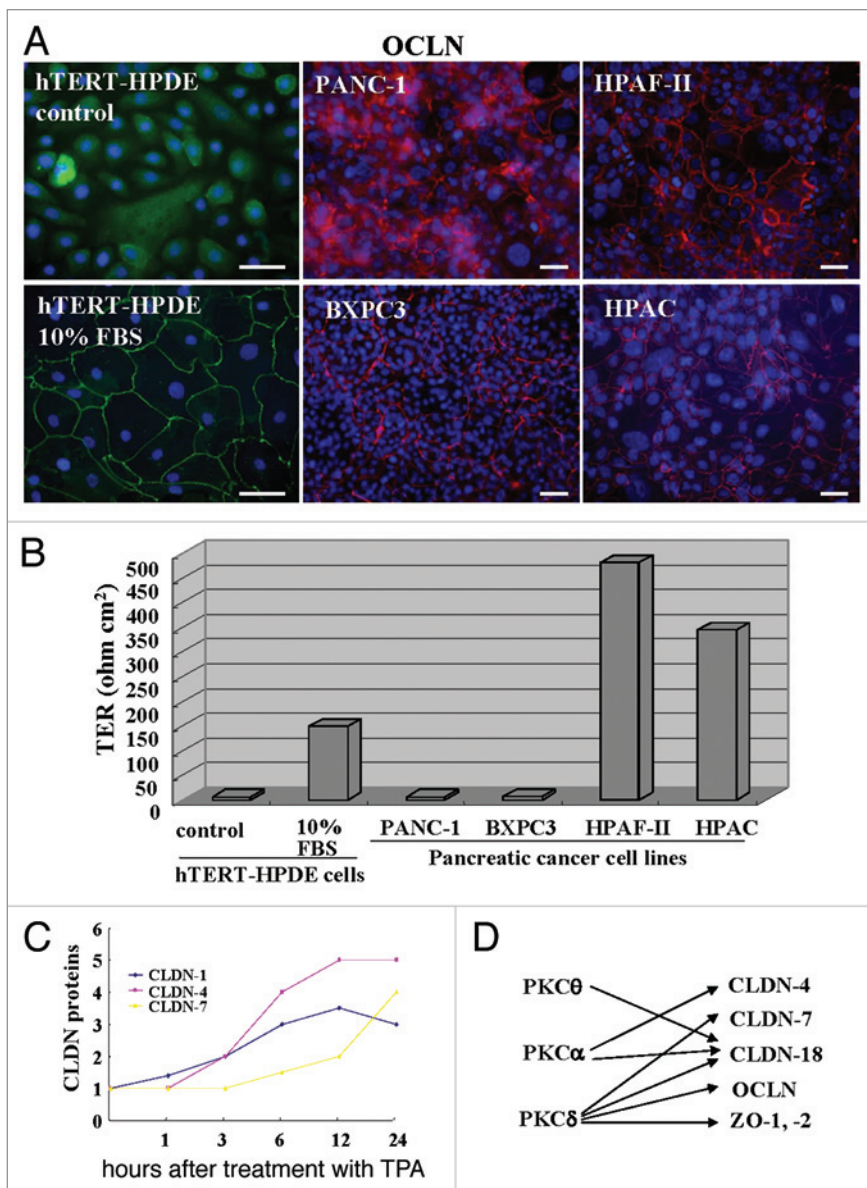 A
OCLN
hTERT-HPDE
control
PANC-1
HPAF-II
hTERT-HPDE
10% FBS
BXPC3
HPAC
B
TER (ohm cm²)
500
450
400
350
300
250
200
150
100
50
0
control
10%
FBS
PANC-1
BXPC3
HPAF-II
HPAC
hTERT-HPDE cells
Pancreatic cancer cell lines
C
CLDN proteins
6
5
4
3
2
1
0
CLDN-1
CLDN-4
CLDN-7
1
3
6
12
24
hours after treatment with TPA
D
PKCθ
PKCα
PKCδ
CLDN-4
CLDN-7
CLDN-18
OCLN
ZO-1, -2